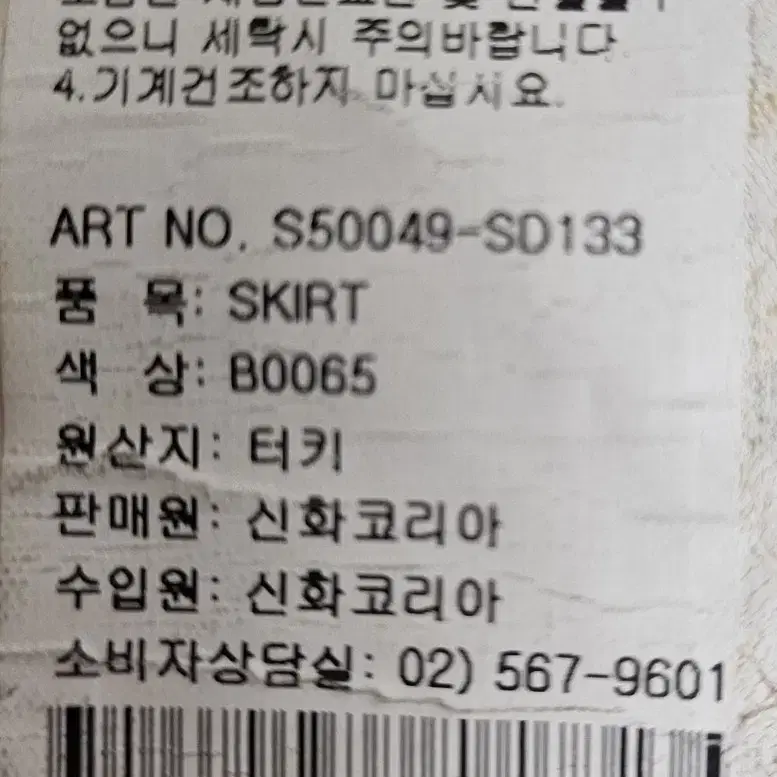 없으니 세탁시 주의바랍니다.
4.기계건조하지 마십시요.
ART NO. S50049-SD133
품 목: SKIRT
색 상: B0065
원산지: 터키
판매원: 신화코리아
수입원: 신화코리아
소비자상담실: 02) 567-9601